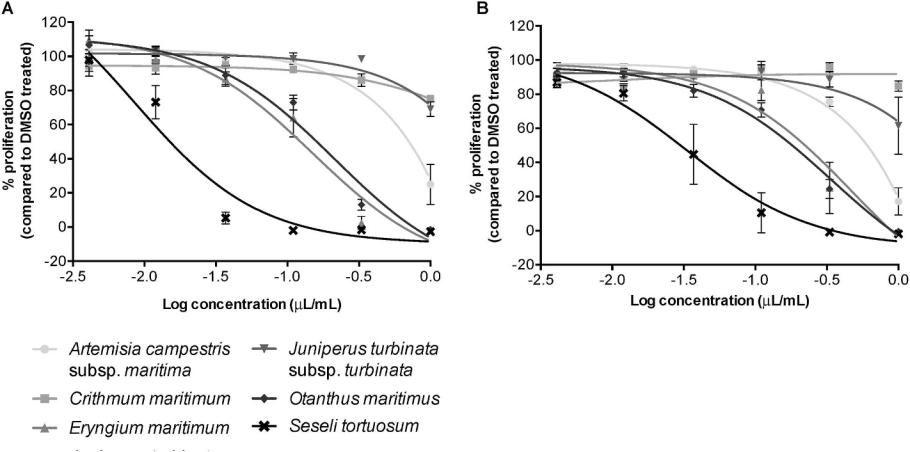 A
120
100
80
60
40
20
0
-20
% proliferation
(compared to DMSO treated)
-2.5 -2.0 -1.5 -1.0 -0.5 0.0
Log concentration (µL/mL)
B
120
100
80
60
40
20
0
-20
% proliferation
(compared to DMSO treated)
-2.5 -2.0 -1.5 -1.0 -0.5 0.0
Log concentration (µL/mL)
Artemisia campestris
subsp. maritima
Crithmum maritimum
Eryngium maritimum
Juniperus turbinata
subsp. turbinata
Otanthus maritimus
Seseli tortuosum